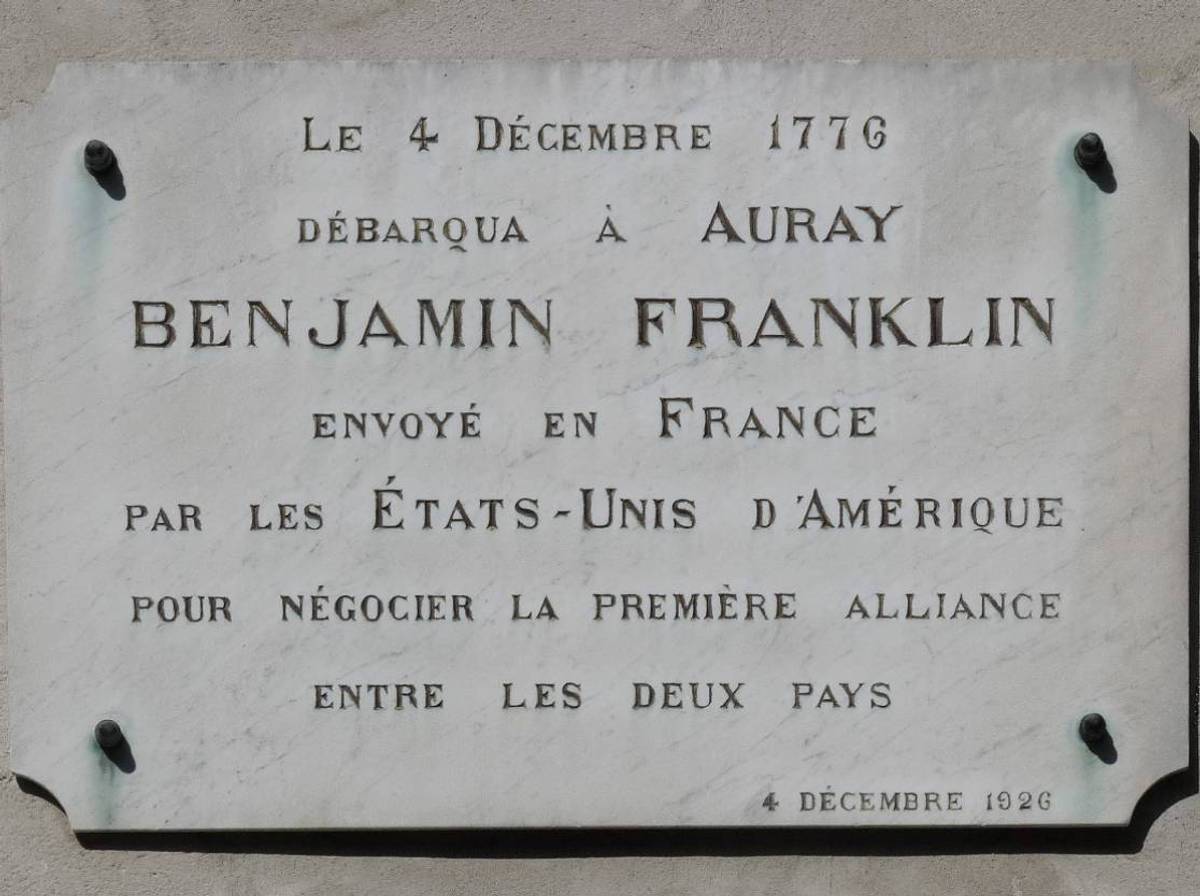 Le 4 Décembre 1776
débarqua à Auray
BENJAMIN FRANKLIN
envoyé en France
par les États-Unis d'Amérique
pour négocier la première alliance
entre les deux pays
4 décembre 1926